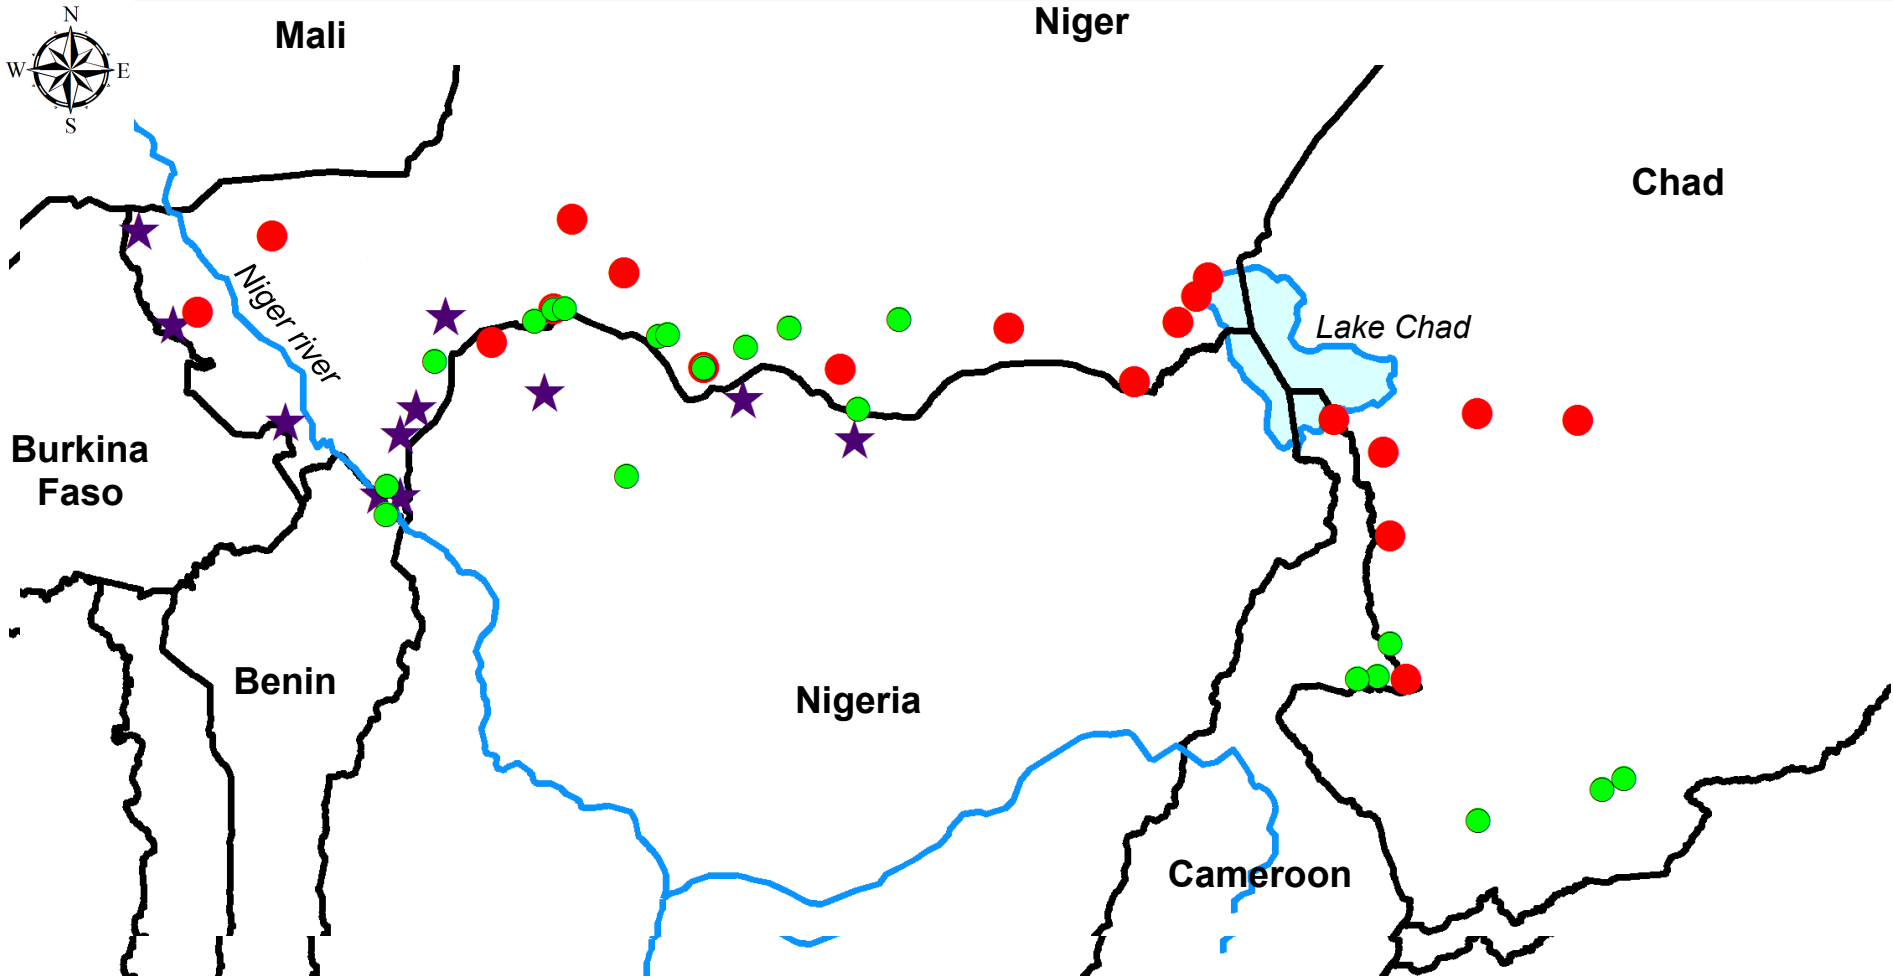 N
Mali
Niger
W
E
S
Chad
Niger river
Lake Chad
Burkina
Faso
Benin
Nigeria
Cameroon